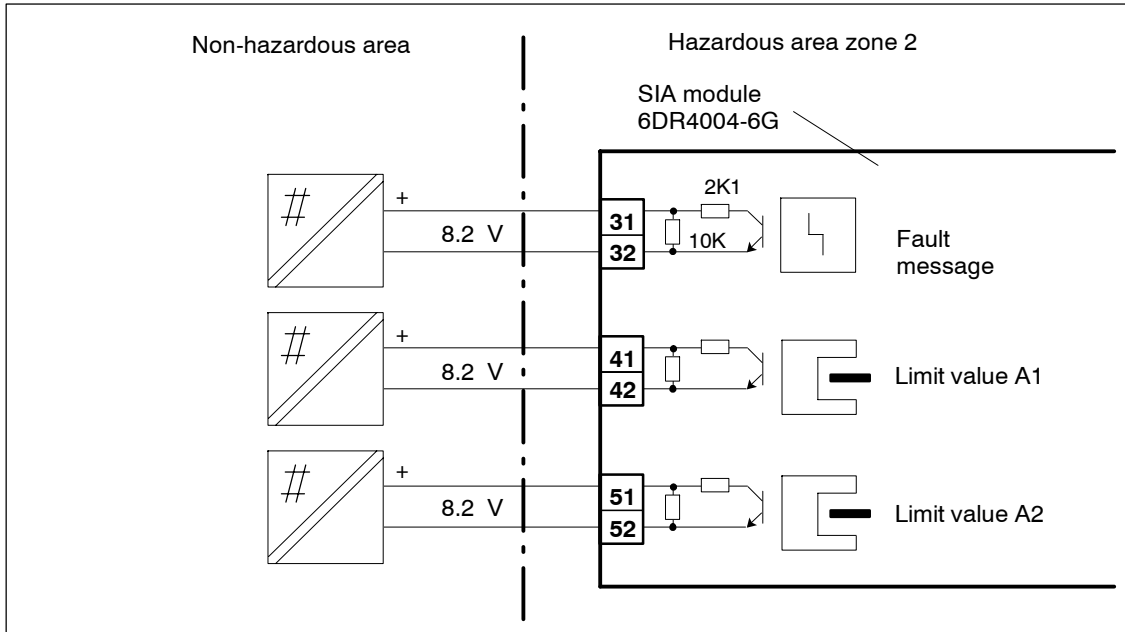 Non-hazardous area
Hazardous area zone 2
SIA module
6DR4004-6G
+
8.2 V
31
32
2K1
10K
Fault
message
+
8.2 V
41
42
Limit value A1
+
8.2 V
51
52
Limit value A2